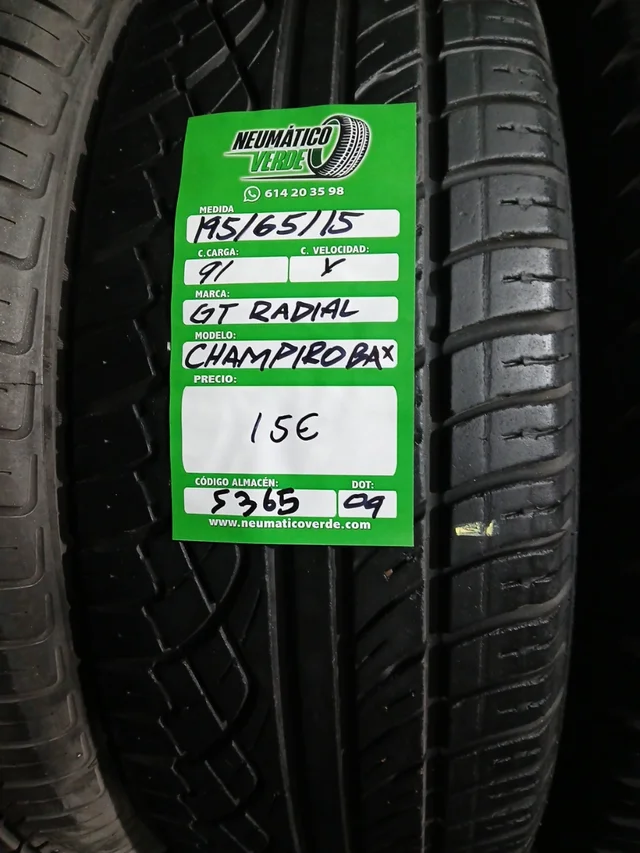 NEUMÁTICO
VERDE
614 20 35 98
MEDIDA
195/65/15
C.CARGA: C. VELOCIDAD:
91 V
MARCA:
GT RADIAL
MODELO:
CHAMPIRO BAX
PRECIO:
15€
CÓDIGO ALMACÉN: DOT:
5365 09
www.neumaticoverde.com